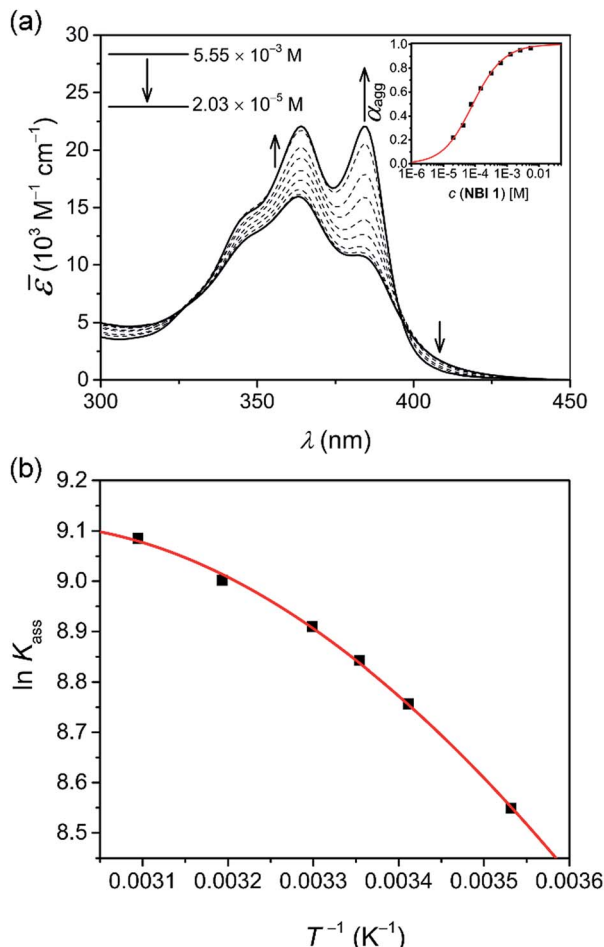 (a)
30
25
20
15
10
5
0
ε̅ (10³ M⁻¹ cm⁻¹)
5.55 × 10⁻³ M
2.03 × 10⁻⁵ M
1.0
0.8
0.6
0.4
0.2
0.0
α_agg
1E-6 1E-5 1E-4 1E-3 0.01
c (NBI 1) [M]
300 350 400 450
λ (nm)
(b)
9.2
9.1
9.0
8.9
8.8
8.7
8.6
8.5
ln K_ass
0.0031 0.0032 0.0033 0.0034 0.0035 0.0036
T⁻¹ (K⁻¹)